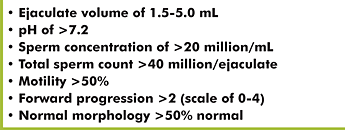 • Ejaculate volume of 1.5-5.0 mL
• pH of >7.2
• Sperm concentration of >20 million/mL
• Total sperm count >40 million/ejaculate
• Motility >50%
• Forward progression >2 (scale of 0-4)
• Normal morphology >50% normal